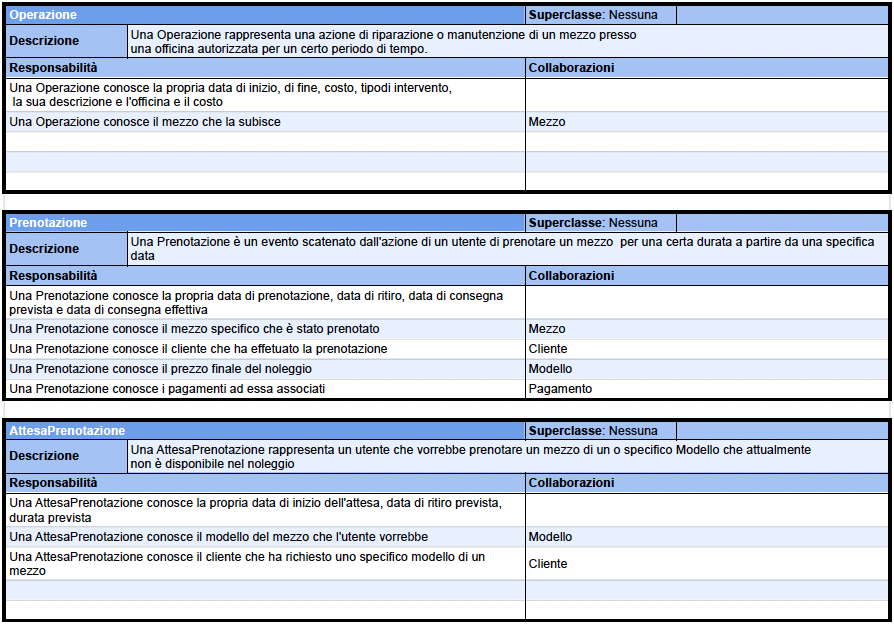 Operazione Superclasse: Nessuna
Descrizione
Una Operazione rappresenta una azione di riparazione o manutenzione di un mezzo presso
una officina autorizzata per un certo periodo di tempo.
Responsabilità Collaborazioni
Una Operazione conosce la propria data di inizio, di fine, costo, tipodi intervento,
la sua descrizione e l'officina e il costo
Una Operazione conosce il mezzo che la subisce Mezzo
Prenotazione Superclasse: Nessuna
Descrizione
Una Prenotazione è un evento scatenato dall'azione di un utente di prenotare un mezzo per una certa durata a partire da una specifica
data
Responsabilità Collaborazioni
Una Prenotazione conosce la propria data di prenotazione, data di ritiro, data di consegna
prevista e data di consegna effettiva
Una Prenotazione conosce il mezzo specifico che è stato prenotato Mezzo
Una Prenotazione conosce il cliente che ha effetuato la prenotazione Cliente
Una Prenotazione conosce il prezzo finale del noleggio Modello
Una Prenotazione conosce i pagamenti ad essa associati Pagamento
AttesaPrenotazione Superclasse: Nessuna
Descrizione
Una AttesaPrenotazione rappresenta un utente che vorrebbe prenotare un mezzo di un o specifico Modello che attualmente
non è disponibile nel noleggio
Responsabilità Collaborazioni
Una AttesaPrenotazione conosce la propria data di inizio dell'attesa, data di ritiro prevista,
durata prevista
Una AttesaPrenotazione conosce il modello del mezzo che l'utente vorrebbe Modello
Una AttesaPrenotazione conosce il cliente che ha richiesto uno specifico modello di un
mezzo
Cliente